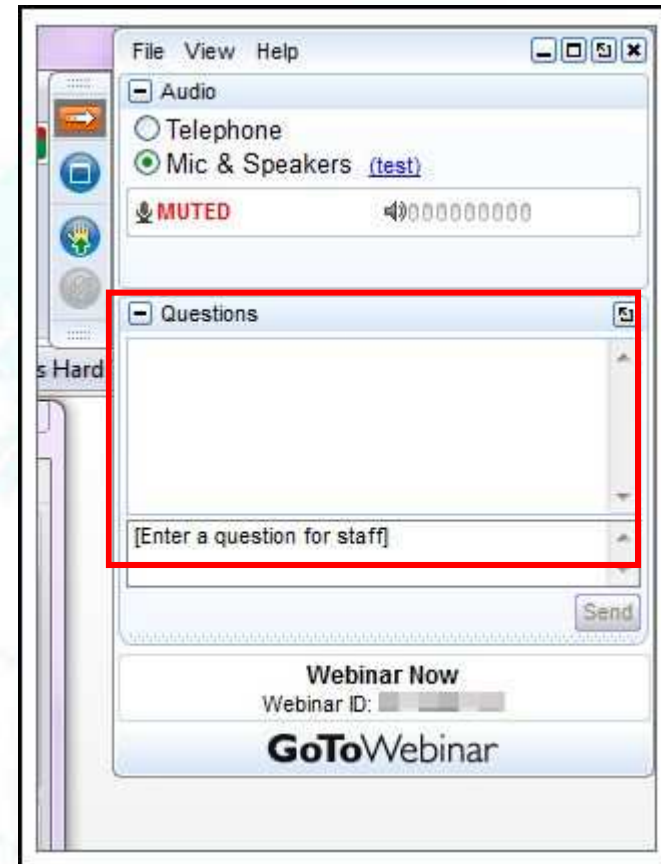 File View Help
Audio
Telephone
Mic & Speakers (test)
MUTED
Questions
s Hard
[Enter a question for staff]
Send
Webinar Now
Webinar ID:
GoToWebinar